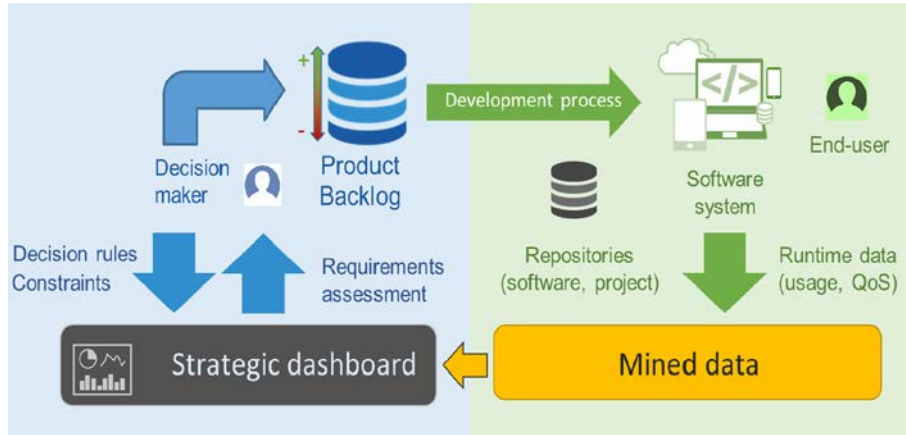 +
-
</>
Development process
End-user
Decision
maker
Product
Backlog
Software
system
Decision rules
Constraints
Requirements
assessment
Repositories
(software, project)
Runtime data
(usage, QoS)
Strategic dashboard
Mined data